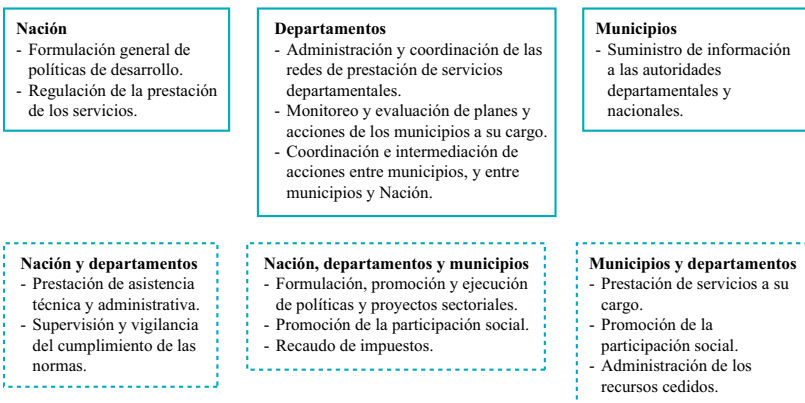 Nación
- Formulación general de
políticas de desarrollo.
- Regulación de la prestación
de los servicios.
Departamentos
- Administración y coordinación de las
redes de prestación de servicios
departamentales.
- Monitoreo y evaluación de planes y
acciones de los municipios a su cargo.
- Coordinación e intermediación de
acciones entre municipios, y entre
municipios y Nación.
Municipios
- Suministro de información
a las autoridades
departamentales y
nacionales.
Nación y departamentos
- Prestación de asistencia
técnica y administrativa.
- Supervisión y vigilancia
del cumplimiento de las
normas.
Nación, departamentos y municipios
- Formulación, promoción y ejecución
de políticas y proyectos sectoriales.
- Promoción de la participación social.
- Recaudo de impuestos.
Municipios y departamentos
- Prestación de servicios a su
cargo.
- Promoción de la
participación social.
- Administración de los
recursos cedidos.